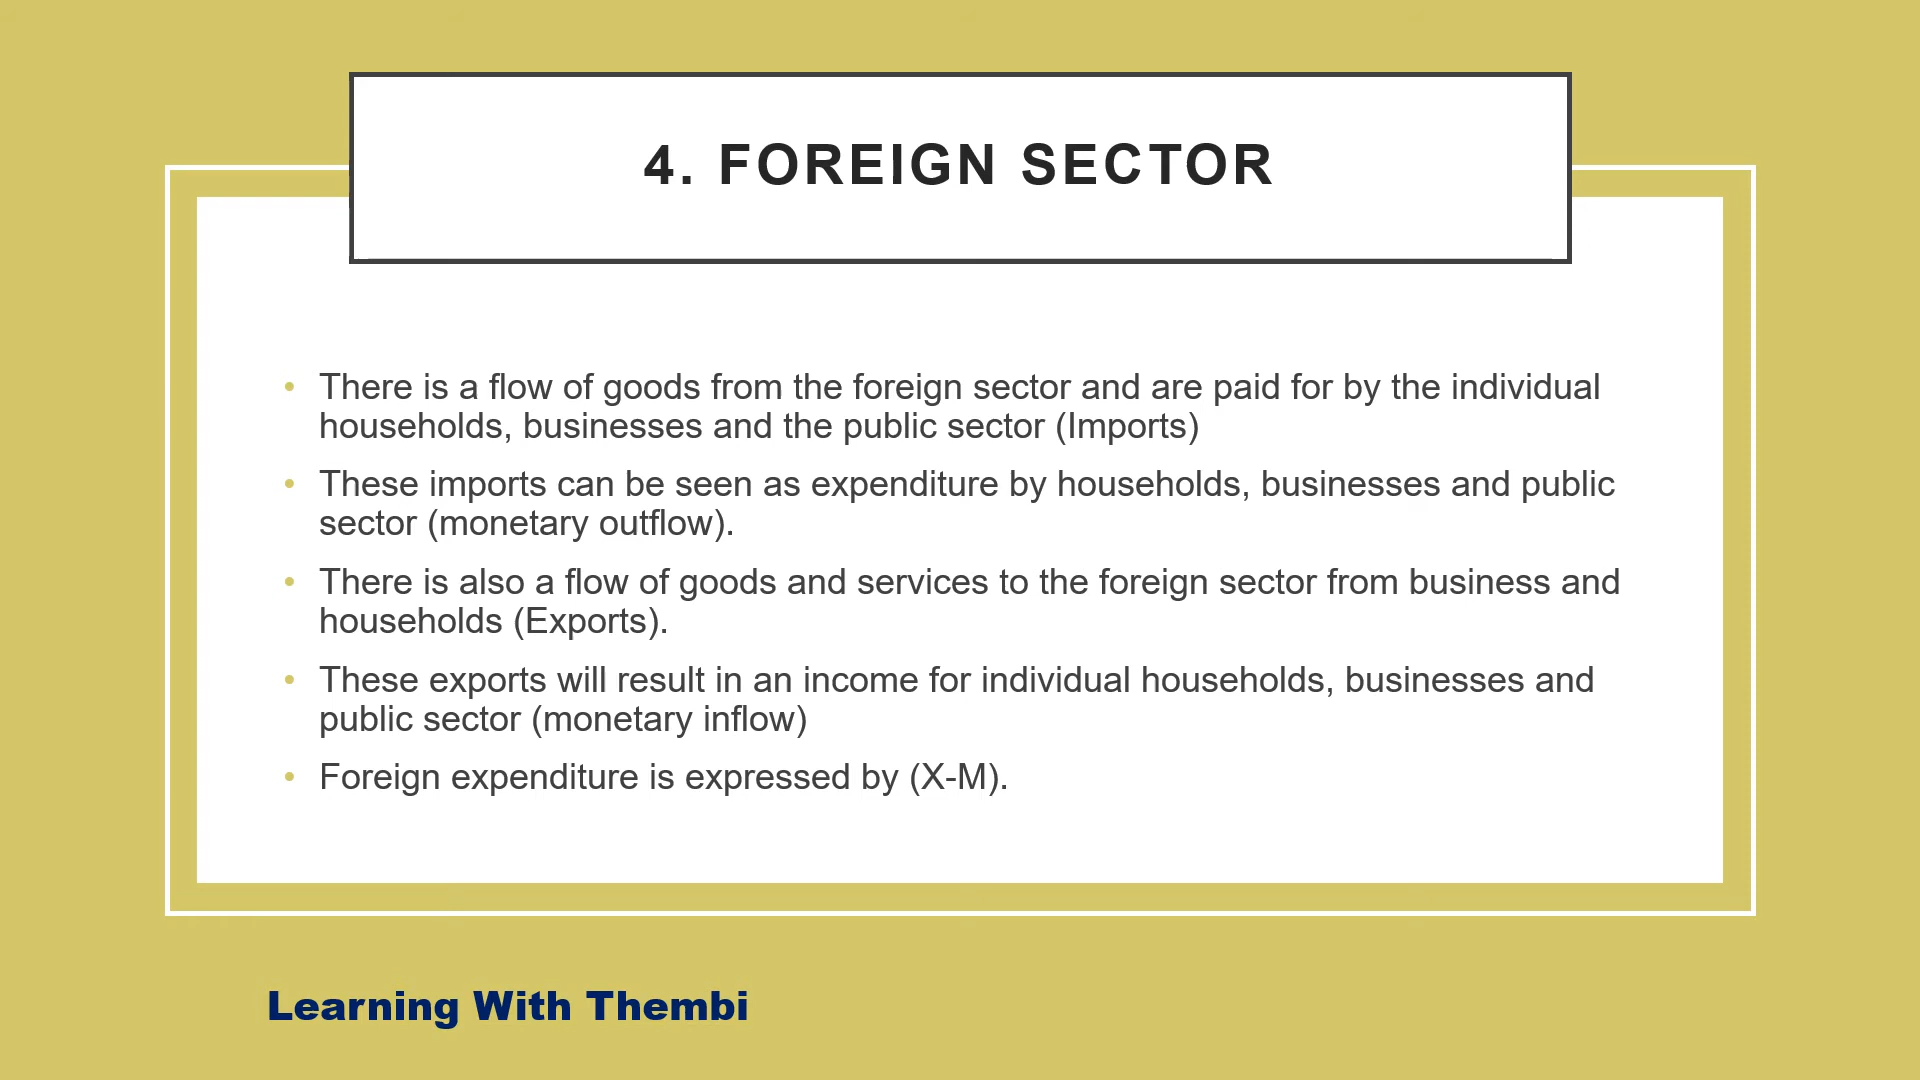 4. FOREIGN SECTOR
• There is a flow of goods from the foreign sector and are paid for by the individual
households, businesses and the public sector (Imports)
• These imports can be seen as expenditure by households, businesses and public
sector (monetary outflow).
• There is also a flow of goods and services to the foreign sector from business and
households (Exports).
• These exports will result in an income for individual households, businesses and
public sector (monetary inflow)
• Foreign expenditure is expressed by (X-M).
Learning With Thembi